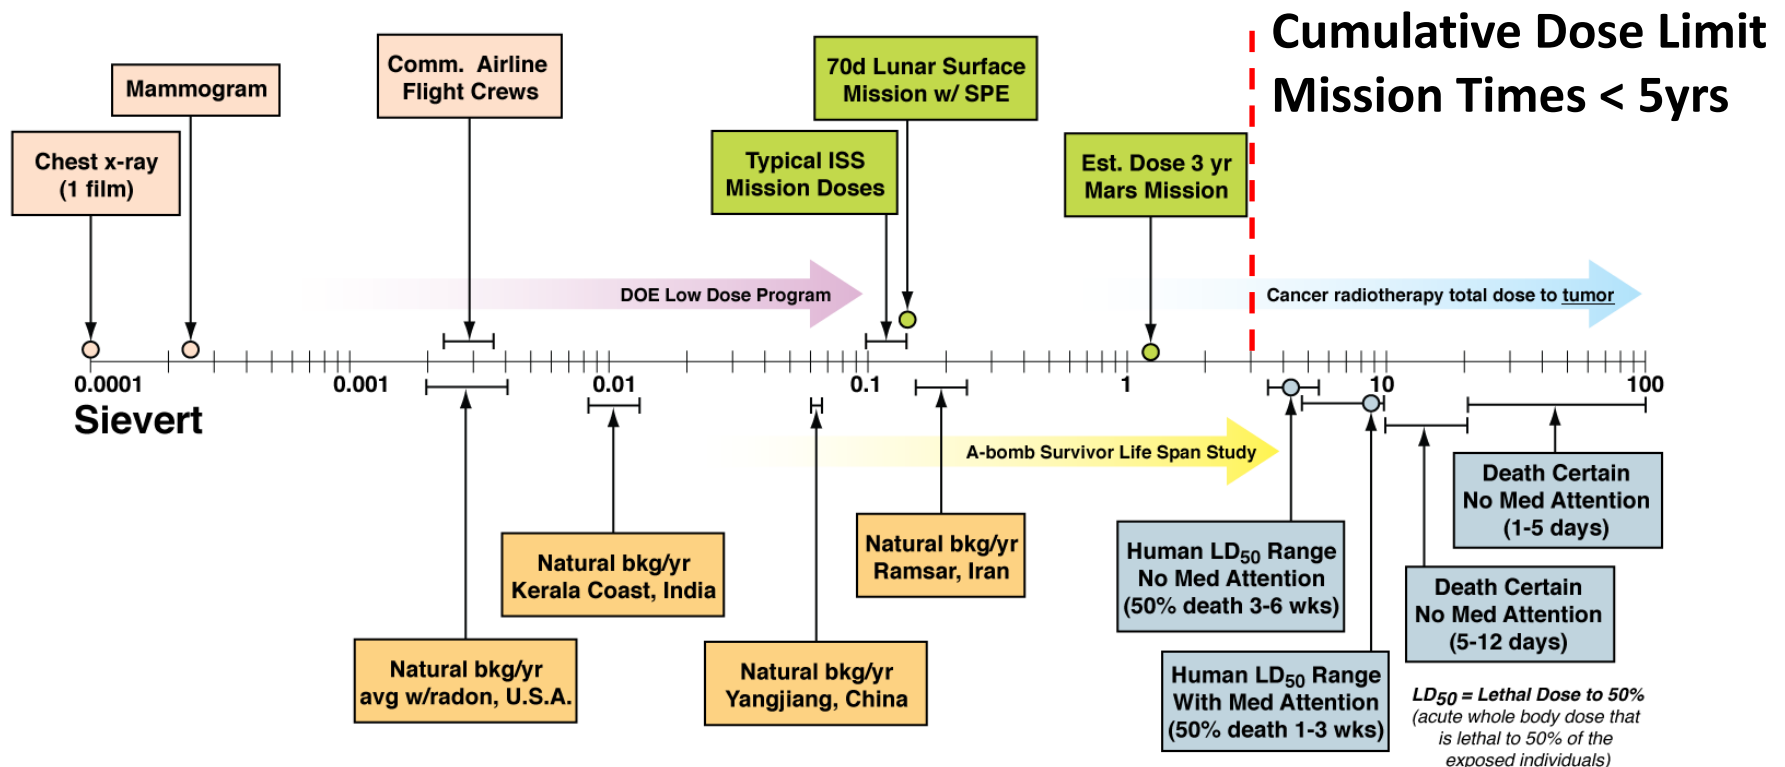 Cumulative Dose Limit
Mission Times < 5yrs
Chest x-ray
(1 film)
Mammogram
Comm. Airline
Flight Crews
Typical ISS
Mission Doses
70d Lunar Surface
Mission w/ SPE
Est. Dose 3 yr
Mars Mission
DOE Low Dose Program
Cancer radiotherapy total dose to tumor
0.0001
0.001
0.01
0.1
1
10
100
Sievert
A-bomb Survivor Life Span Study
Natural bkg/yr
avg w/radon, U.S.A.
Natural bkg/yr
Kerala Coast, India
Natural bkg/yr
Yangjiang, China
Natural bkg/yr
Ramsar, Iran
Human LD50 Range
No Med Attention
(50% death 3-6 wks)
Human LD50 Range
With Med Attention
(50% death 1-3 wks)
Death Certain
No Med Attention
(5-12 days)
Death Certain
No Med Attention
(1-5 days)
LD50 = Lethal Dose to 50%
(acute whole body dose that
is lethal to 50% of the
exposed individuals)